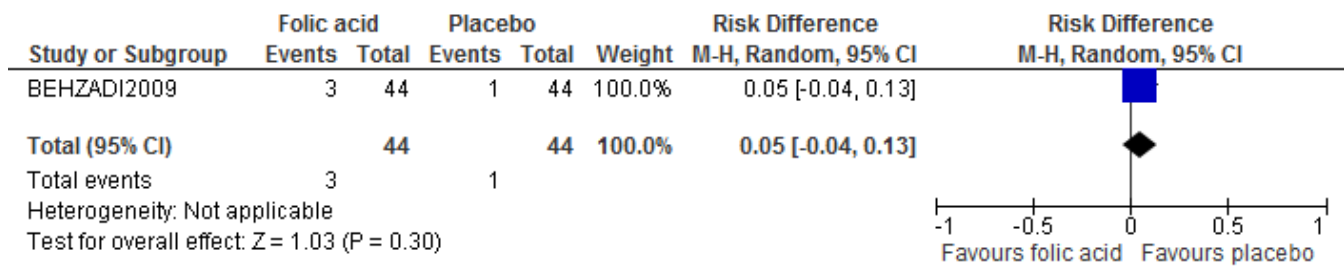 Folic acid Placebo Risk Difference Risk Difference
Study or Subgroup Events Total Events Total Weight M-H, Random, 95% CI M-H, Random, 95% CI
BEHZADI2009 3 44 1 44 100.0% 0.05 [-0.04, 0.13]
Total (95% CI) 44 44 100.0% 0.05 [-0.04, 0.13]
Total events 3 1
Heterogeneity: Not applicable
Test for overall effect: Z = 1.03 (P = 0.30)
-1 -0.5 0 0.5 1
Favours folic acid Favours placebo